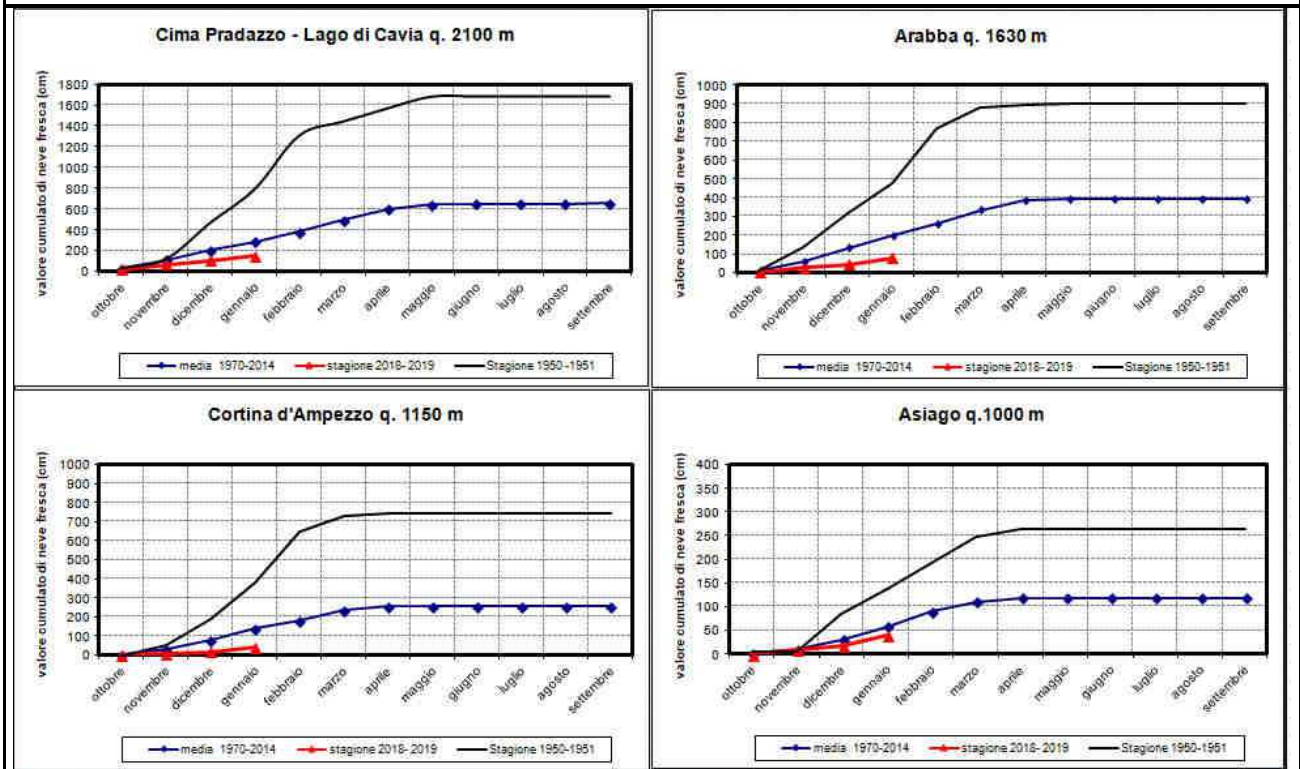 Cima Pradazzo - Lago di Cavia q. 2100 m
valore cumulato di neve fresca (cm)
1800
1600
1400
1200
1000
800
600
400
200
0
ottobre
novembre
dicembre
gennaio
febbraio
marzo
aprile
maggio
giugno
luglio
agosto
settembre
media 1970-2014 stagione 2018- 2019 Stagione 1950 -1951
Arabba q. 1630 m
valore cumulato di neve fresca (cm)
1000
900
800
700
600
500
400
300
200
100
0
ottobre
novembre
dicembre
gennaio
febbraio
marzo
aprile
maggio
giugno
luglio
agosto
settembre
media 1970-2014 stagione 2018- 2019 Stagione 1950-1951
Cortina d'Ampezzo q. 1150 m
valore cumulato di neve fresca (cm)
1000
900
800
700
600
500
400
300
200
100
0
ottobre
novembre
dicembre
gennaio
febbraio
marzo
aprile
maggio
giugno
luglio
agosto
settembre
media 1970-2014 stagione 2018- 2019 Stagione 1950-1951
Asiago q.1000 m
valore cumulato di neve fresca (cm)
400
350
300
250
200
150
100
50
0
ottobre
novembre
dicembre
gennaio
febbraio
marzo
aprile
maggio
giugno
luglio
agosto
settembre
media 1970-2014 stagione 2018- 2019 Stagione 1950-1951